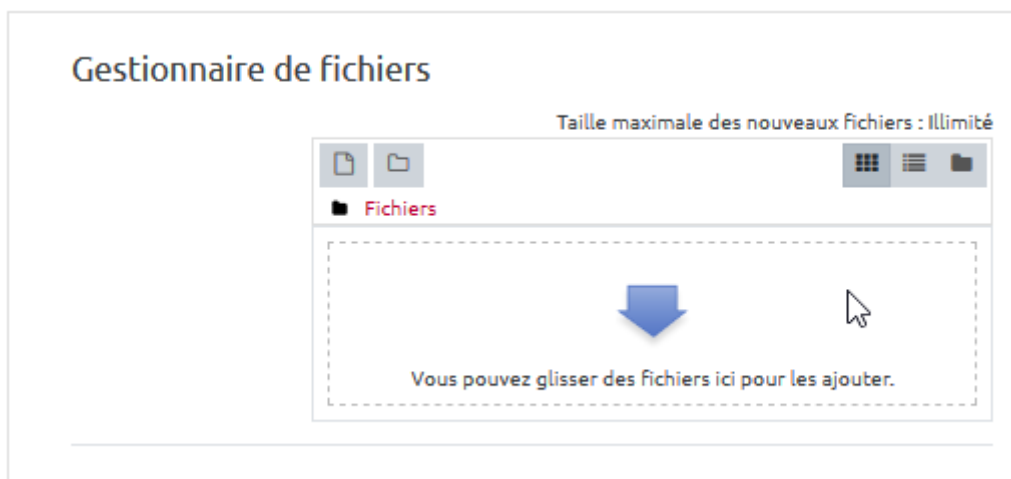 Gestionnaire de fichiers
Taille maximale des nouveaux fichiers : Illimité
Fichiers
Vous pouvez glisser des fichiers ici pour les ajouter.